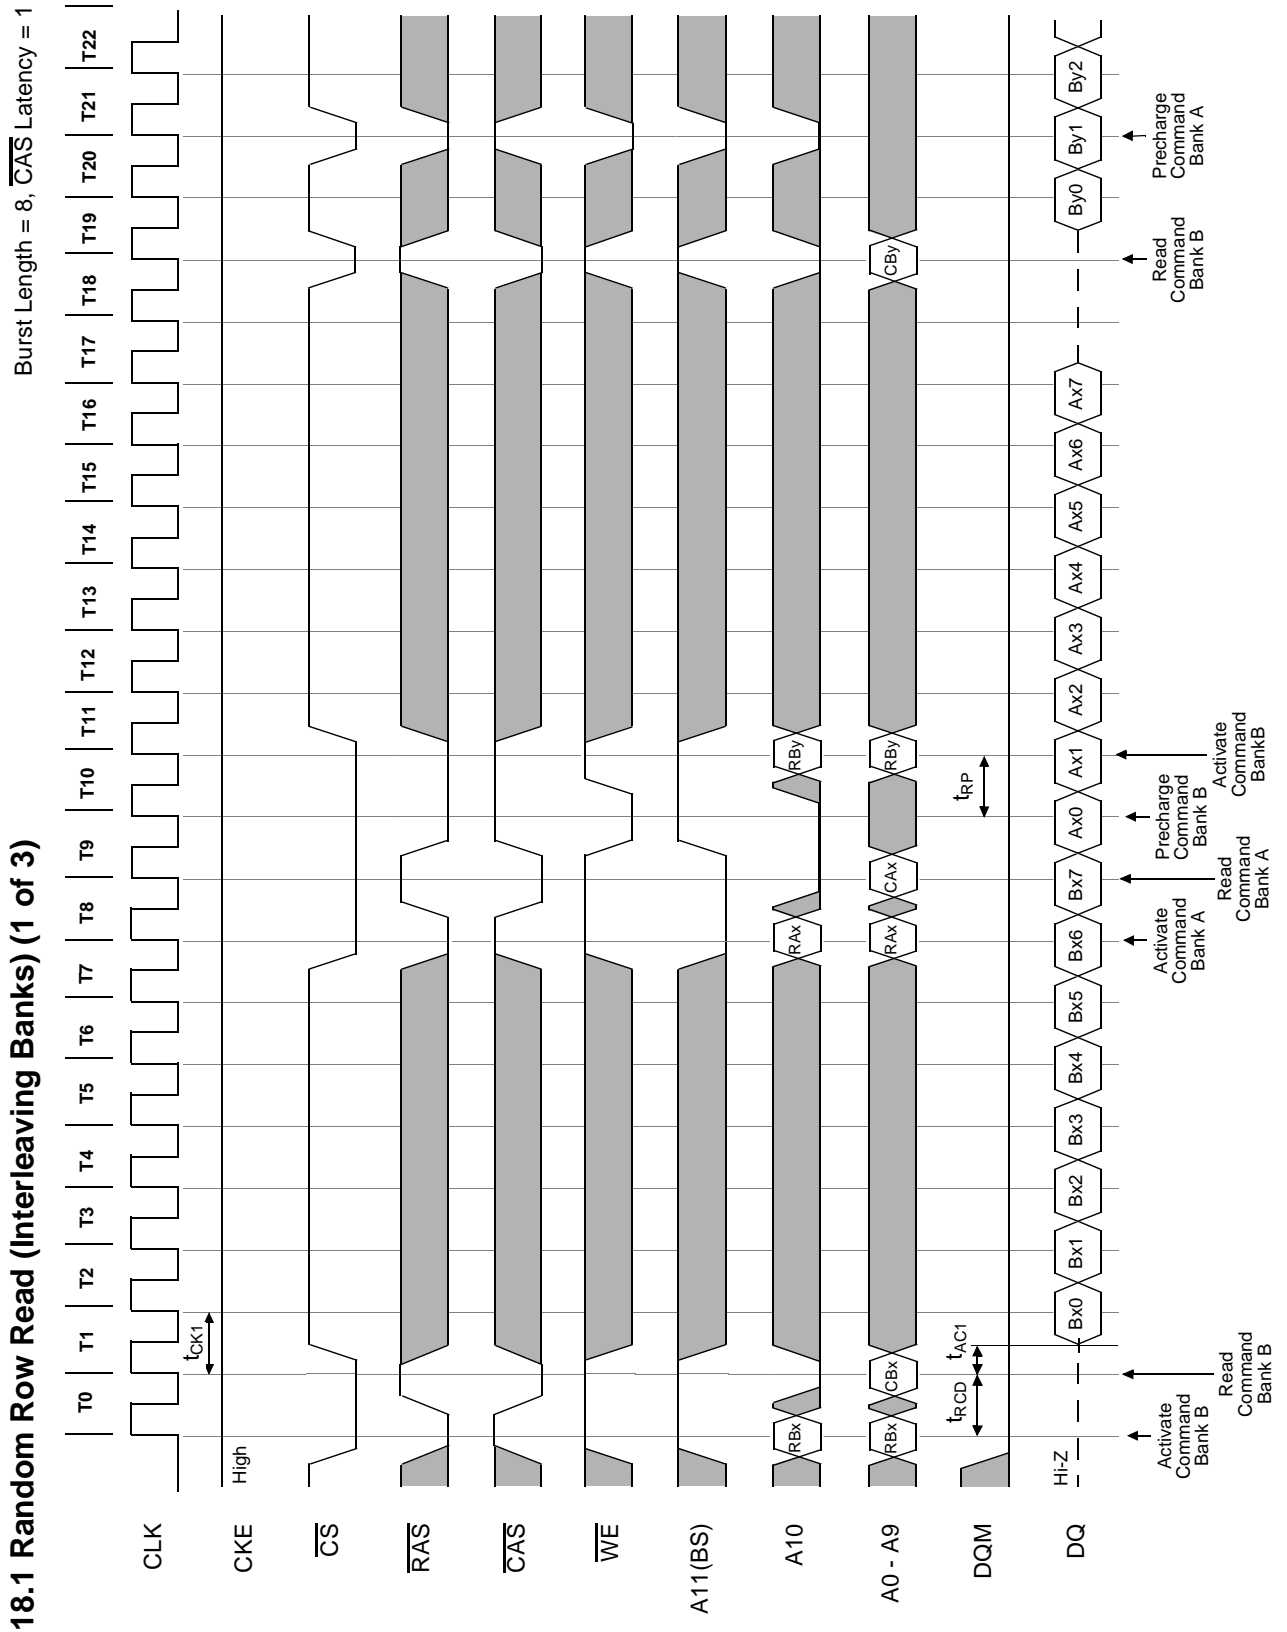 18.1 Random Row Read (Interleaving Banks) (1 of 3)
Burst Length = 8, CAS Latency = 1
T0 T1 T2 T3 T4 T5 T6 T7 T8 T9 T10 T11 T12 T13 T14 T15 T16 T17 T18 T19 T20 T21 T22
CLK
tCK1
CKE
High
CS
RAS
CAS
WE
A11(BS)
A10
RBx RAx RBy
A0 - A9
RBx CBx RAx CAx RBy CBy
DQM
tRCD tAC1 tRP
DQ
Hi-Z
Bx0 Bx1 Bx2 Bx3 Bx4 Bx5 Bx6 Bx7 Ax0 Ax1 Ax2 Ax3 Ax4 Ax5 Ax6 Ax7 By0 By1 By2
Activate
Command
Bank B
Read
Command
Bank B
Activate
Command
Bank A
Read
Command
Bank A
Precharge
Command
Bank B
Activate
Command
BankB
Read
Command
Bank B
Precharge
Command
Bank A